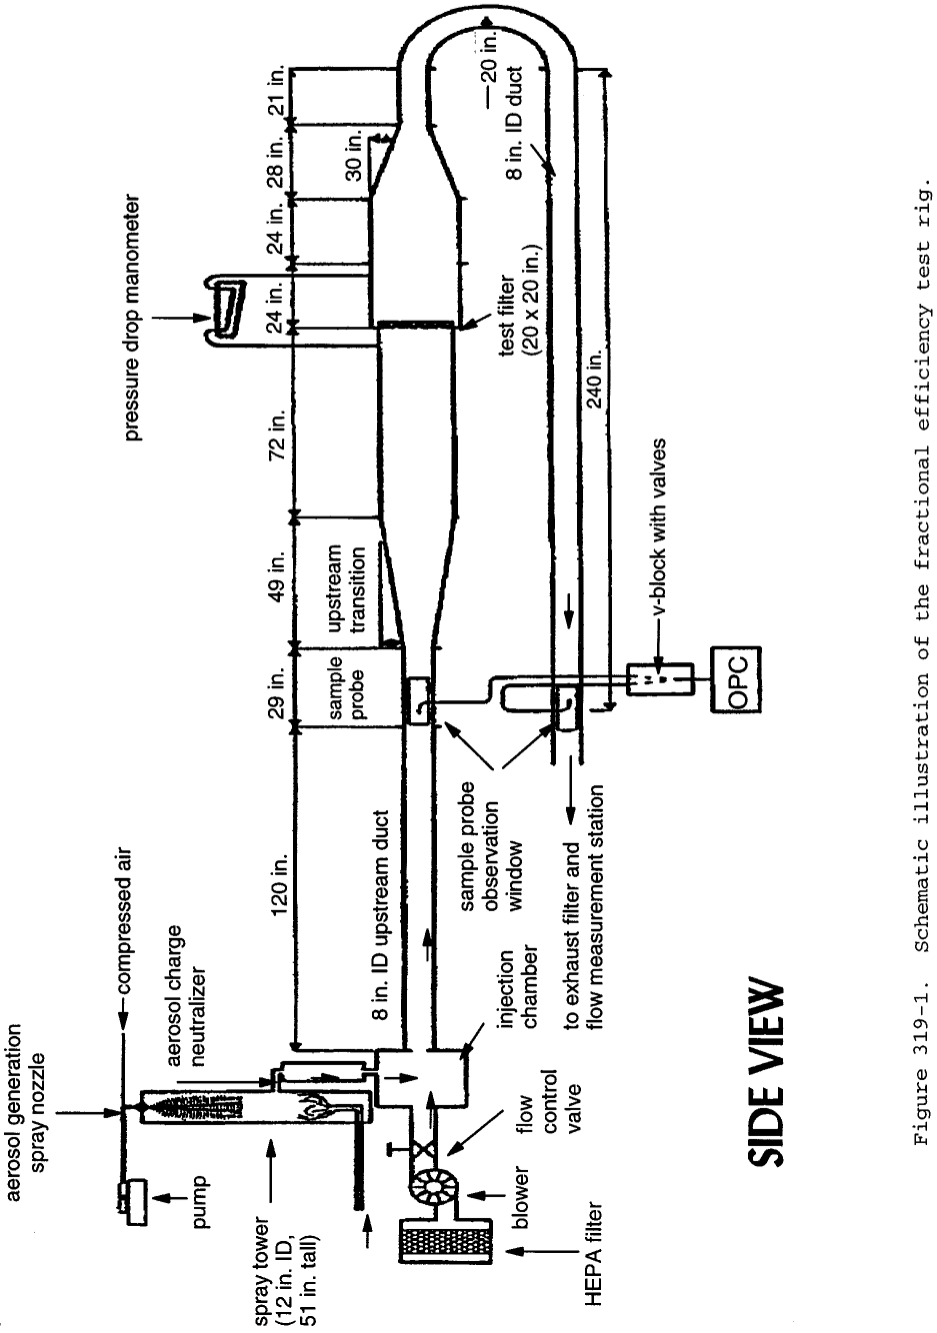 aerosol generation
spray nozzle
compressed air
pump
aerosol charge
neutralizer
spray tower
(12 in. ID,
51 in. tall)
pressure drop manometer
120 in.
29 in.
49 in.
72 in.
24 in.
24 in.
28 in.
21 in.
sample
probe
upstream
transition
30 in.
8 in. ID upstream duct
HEPA filter
blower
flow
control
valve
injection
chamber
sample probe
observation
window
test filter
(20 x 20 in.)
8 in. ID duct
20 in.
240 in.
to exhaust filter and
flow measurement station
v-block with valves
OPC
SIDE VIEW
Figure 319-1. Schematic illustration of the fractional efficiency test rig.